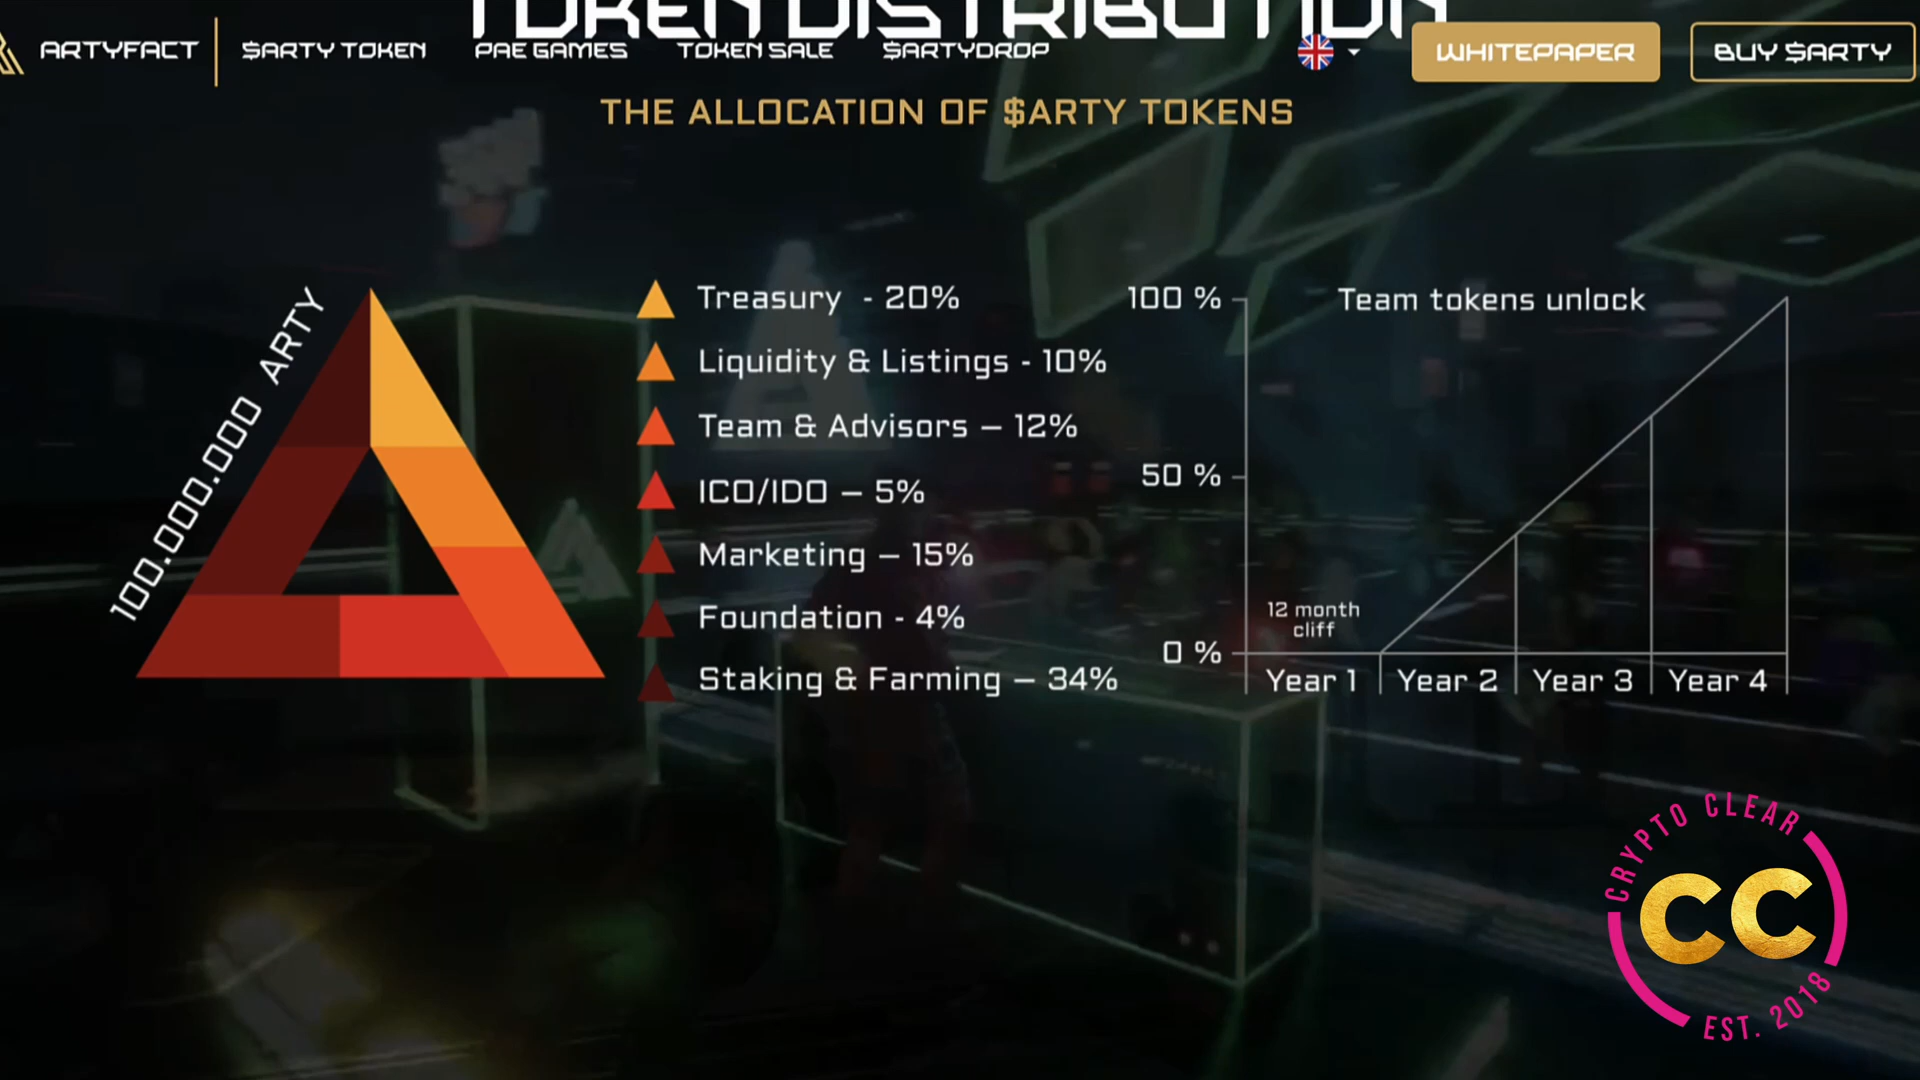 TOKEN DISTRIBUTION
ARTYFACT
$ARTY TOKEN
PAE GAMES
TOKEN SALE
$ARTYDROP
WHITEPAPER
BUY $ARTY
THE ALLOCATION OF $ARTY TOKENS
100.000.000 ARTY
Treasury - 20%
Liquidity & Listings - 10%
Team & Advisors – 12%
ICO/IDO – 5%
Marketing – 15%
Foundation - 4%
Staking & Farming – 34%
Team tokens unlock
100 %
50 %
0 %
12 month
cliff
Year 1
Year 2
Year 3
Year 4
CRYPTO CLEAR
CC
EST. 2018